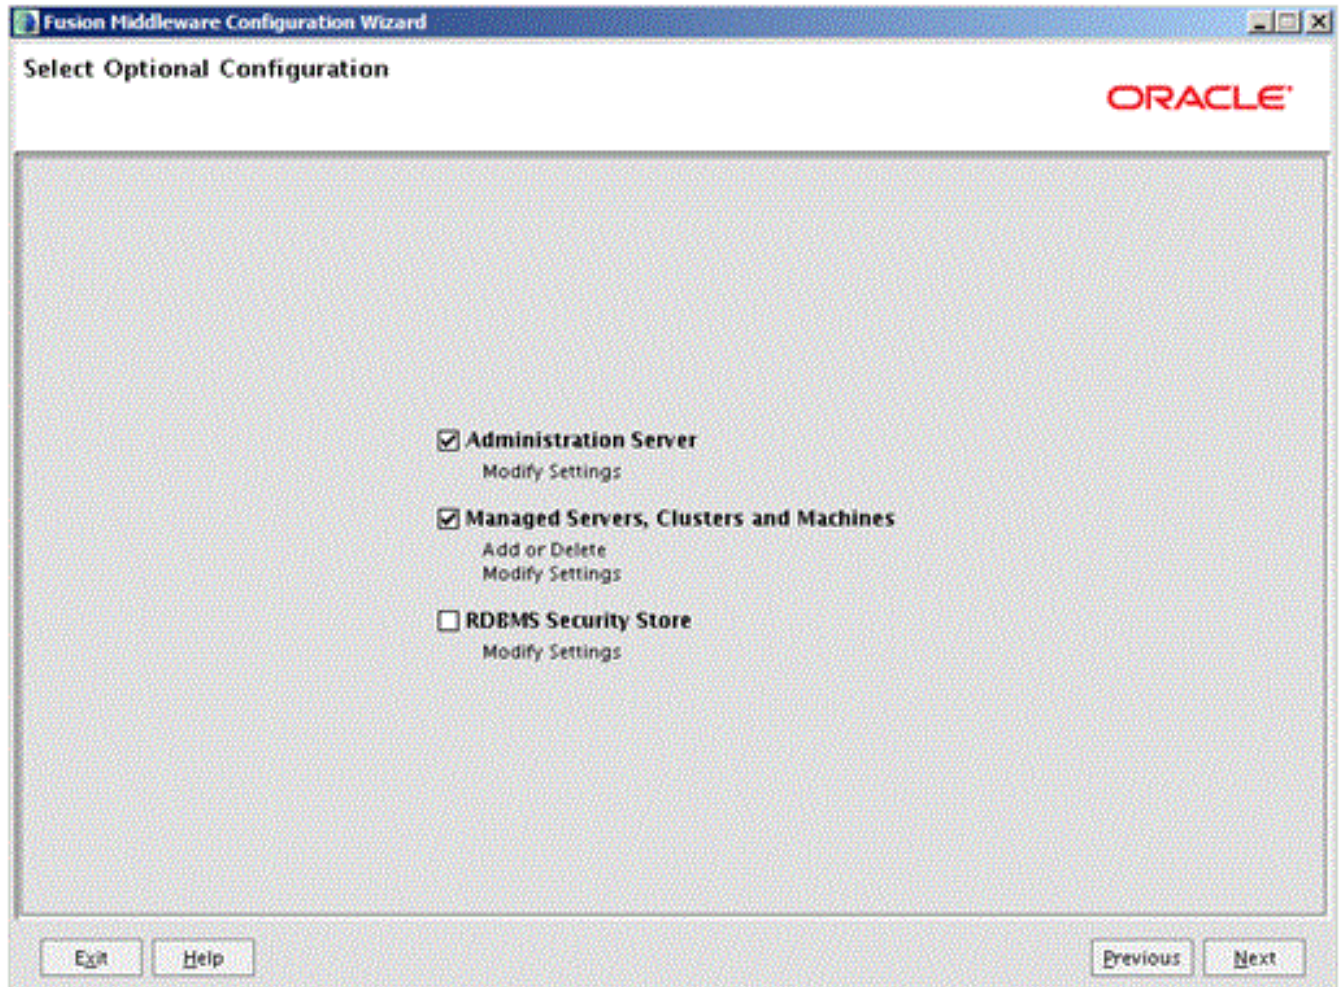 Fusion Middleware Configuration Wizard
Select Optional Configuration
ORACLE
Administration Server
Modify Settings
Managed Servers, Clusters and Machines
Add or Delete
Modify Settings
RDBMS Security Store
Modify Settings
Exit
Help
Previous
Next